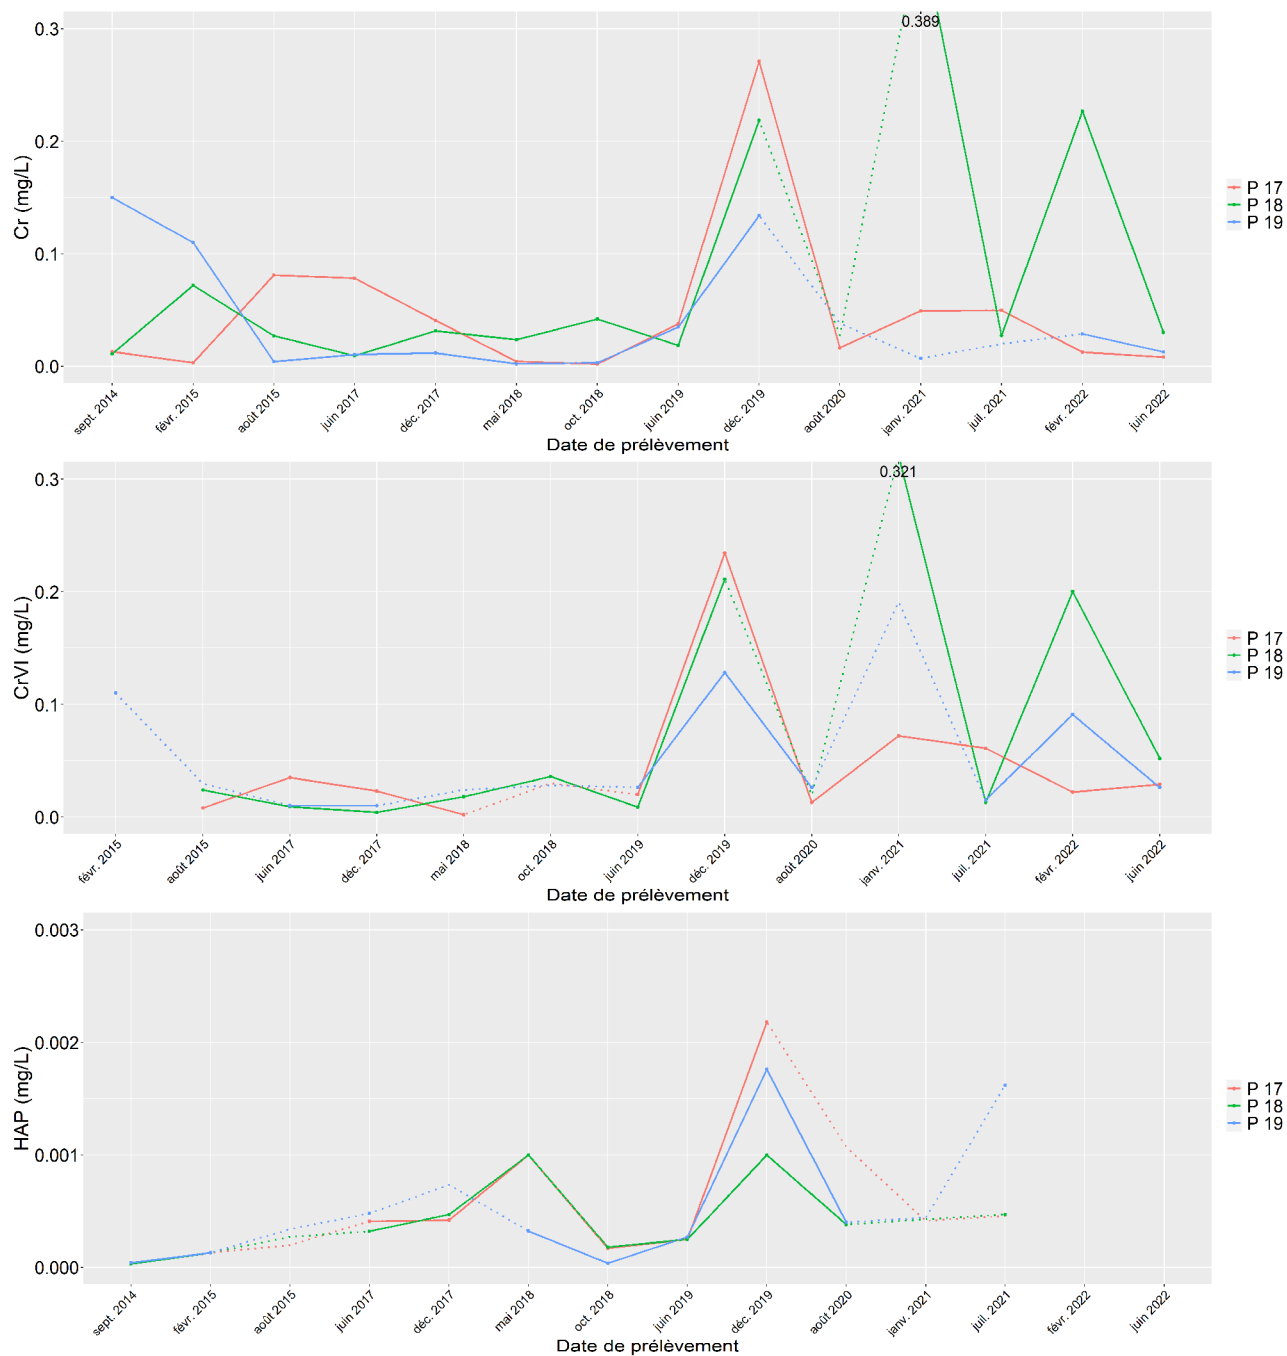 0.389
0.3
0.2
0.1
0.0
Cr (mg/L)
sept. 2014
févr. 2015
août 2015
juin 2017
déc. 2017
mai 2018
oct. 2018
juin 2019
déc. 2019
août 2020
janv. 2021
juil. 2021
févr. 2022
juin 2022
Date de prélèvement
P 17
P 18
P 19
0.321
0.3
0.2
0.1
0.0
CrVI (mg/L)
févr. 2015
août 2015
juin 2017
déc. 2017
mai 2018
oct. 2018
juin 2019
déc. 2019
août 2020
janv. 2021
juil. 2021
févr. 2022
juin 2022
Date de prélèvement
P 17
P 18
P 19
0.003
0.002
0.001
0.000
HAP (mg/L)
sept. 2014
févr. 2015
août 2015
juin 2017
déc. 2017
mai 2018
oct. 2018
juin 2019
déc. 2019
août 2020
janv. 2021
juil. 2021
févr. 2022
juin 2022
Date de prélèvement
P 17
P 18
P 19